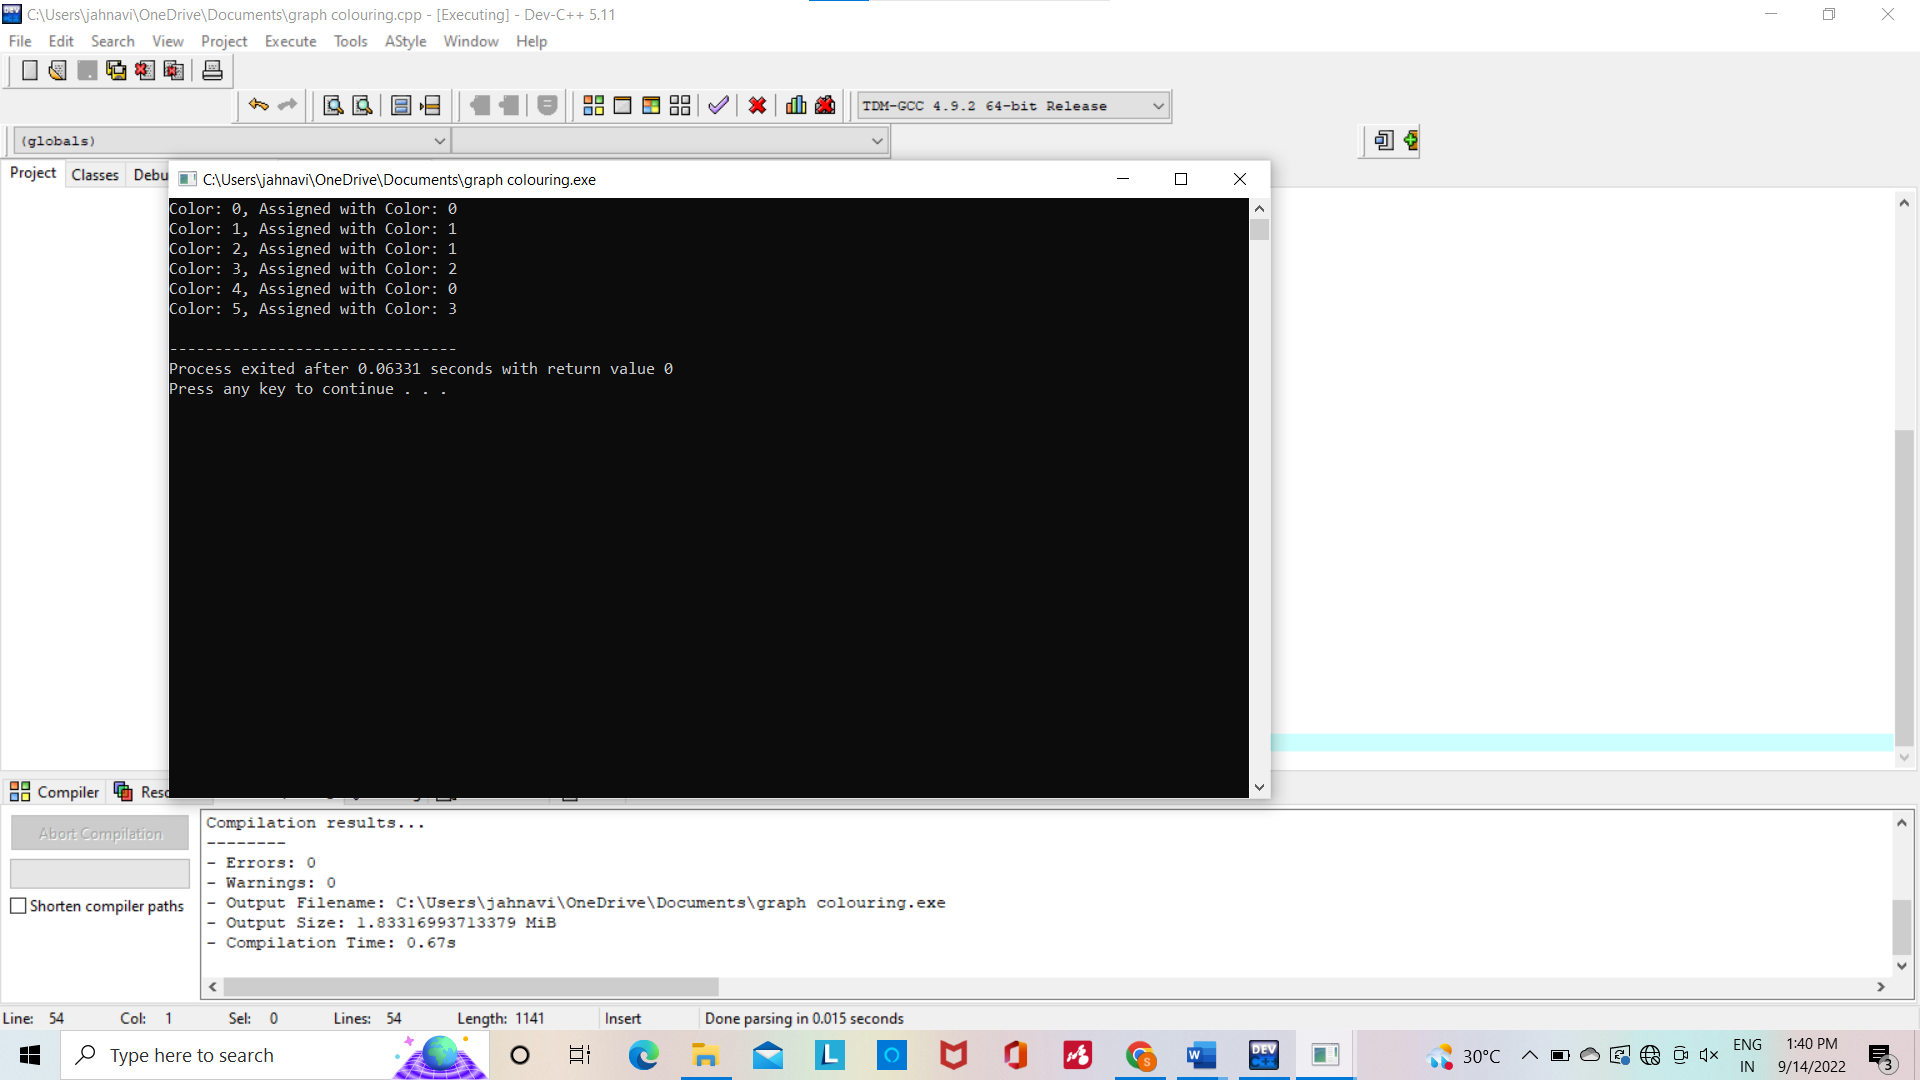 C:\Users\jahnavi\OneDrive\Documents\graph colouring.cpp - [Executing] - Dev-C++ 5.11
File Edit Search View Project Execute Tools AStyle Window Help
TDM-GCC 4.9.2 64-bit Release
(globals)
Project Classes Debu
C:\Users\jahnavi\OneDrive\Documents\graph colouring.exe
Color: 0, Assigned with Color: 0
Color: 1, Assigned with Color: 1
Color: 2, Assigned with Color: 1
Color: 3, Assigned with Color: 2
Color: 4, Assigned with Color: 0
Color: 5, Assigned with Color: 3
--------------------------------
Process exited after 0.06331 seconds with return value 0
Press any key to continue . . .
Compiler Reso
Abort Compilation
Shorten compiler paths
Compilation results...
--------
- Errors: 0
- Warnings: 0
- Output Filename: C:\Users\jahnavi\OneDrive\Documents\graph colouring.exe
- Output Size: 1.83316993713379 MiB
- Compilation Time: 0.67s
Line: 54 Col: 1 Sel: 0 Lines: 54 Length: 1141 Insert Done parsing in 0.015 seconds
Type here to search
L
W
DEV C++
30°C
ENG
IN
1:40 PM
9/14/2022
3